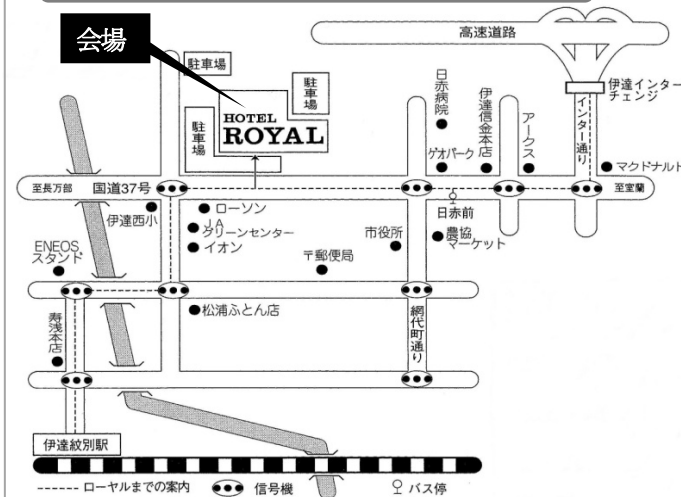 会場
高速道路
駐車場
駐車場
駐車場
HOTEL
ROYAL
日赤病院
伊達信金本店
アークス
インター通り
伊達インター
チェンジ
ゲオパーク
マクドナルド
至長万部
国道37号
日赤前
至室蘭
伊達西小
ローソン
JA
グリーンセンター
イオン
市役所
農協
マーケット
ENEOS
スタンド
〒郵便局
寿浅本店
松浦ふとん店
網代町通り
伊達紋別駅
------ ローヤルまでの案内
信号機
バス停